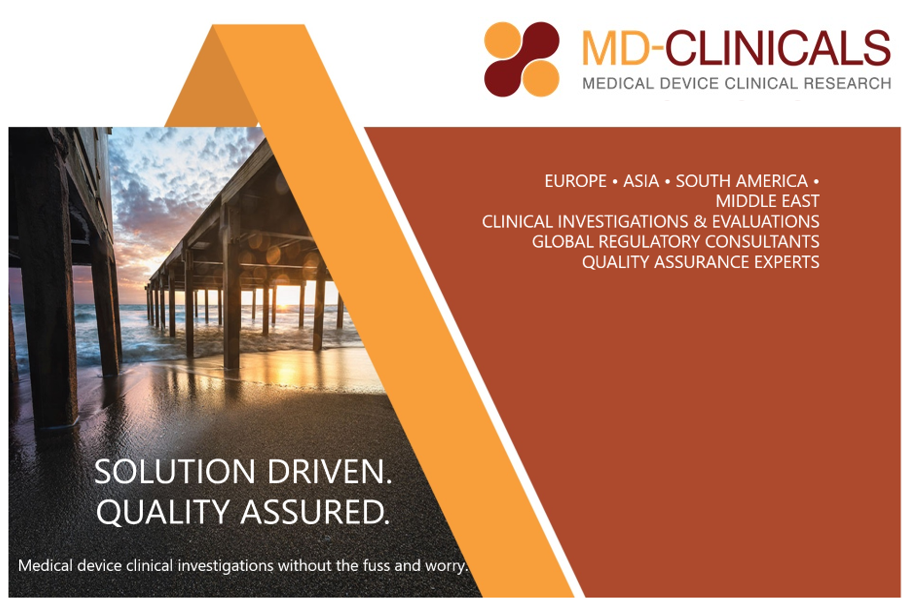 MD-CLINICALS
MEDICAL DEVICE CLINICAL RESEARCH
EUROPE • ASIA • SOUTH AMERICA •
MIDDLE EAST
CLINICAL INVESTIGATIONS & EVALUATIONS
GLOBAL REGULATORY CONSULTANTS
QUALITY ASSURANCE EXPERTS
SOLUTION DRIVEN.
QUALITY ASSURED.
Medical device clinical investigations without the fuss and worry.